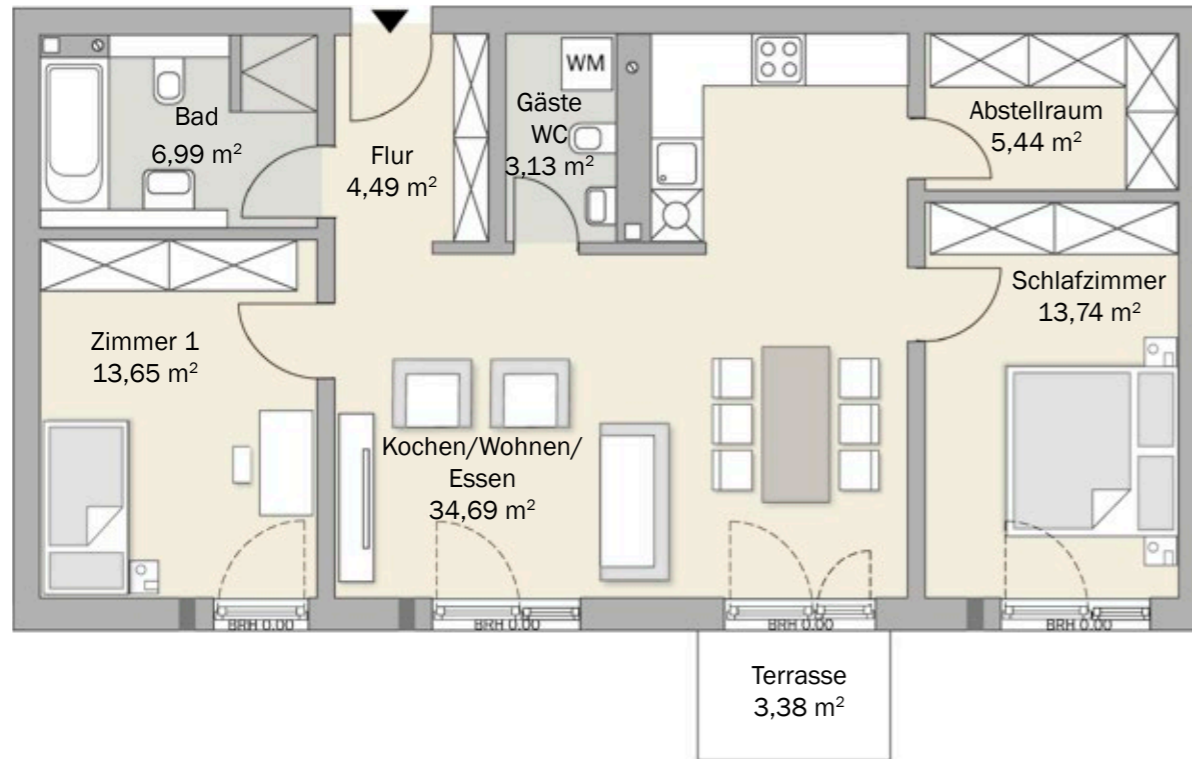 Bad
6,99 m²
Flur
4,49 m²
WM
Gäste
WC
3,13 m²
Abstellraum
5,44 m²
Zimmer 1
13,65 m²
Kochen/Wohnen/
Essen
34,69 m²
Schlafzimmer
13,74 m²
BRH 0.00
BRH 0.00
BRH 0.00
BRH 0.00
Terrasse
3,38 m²